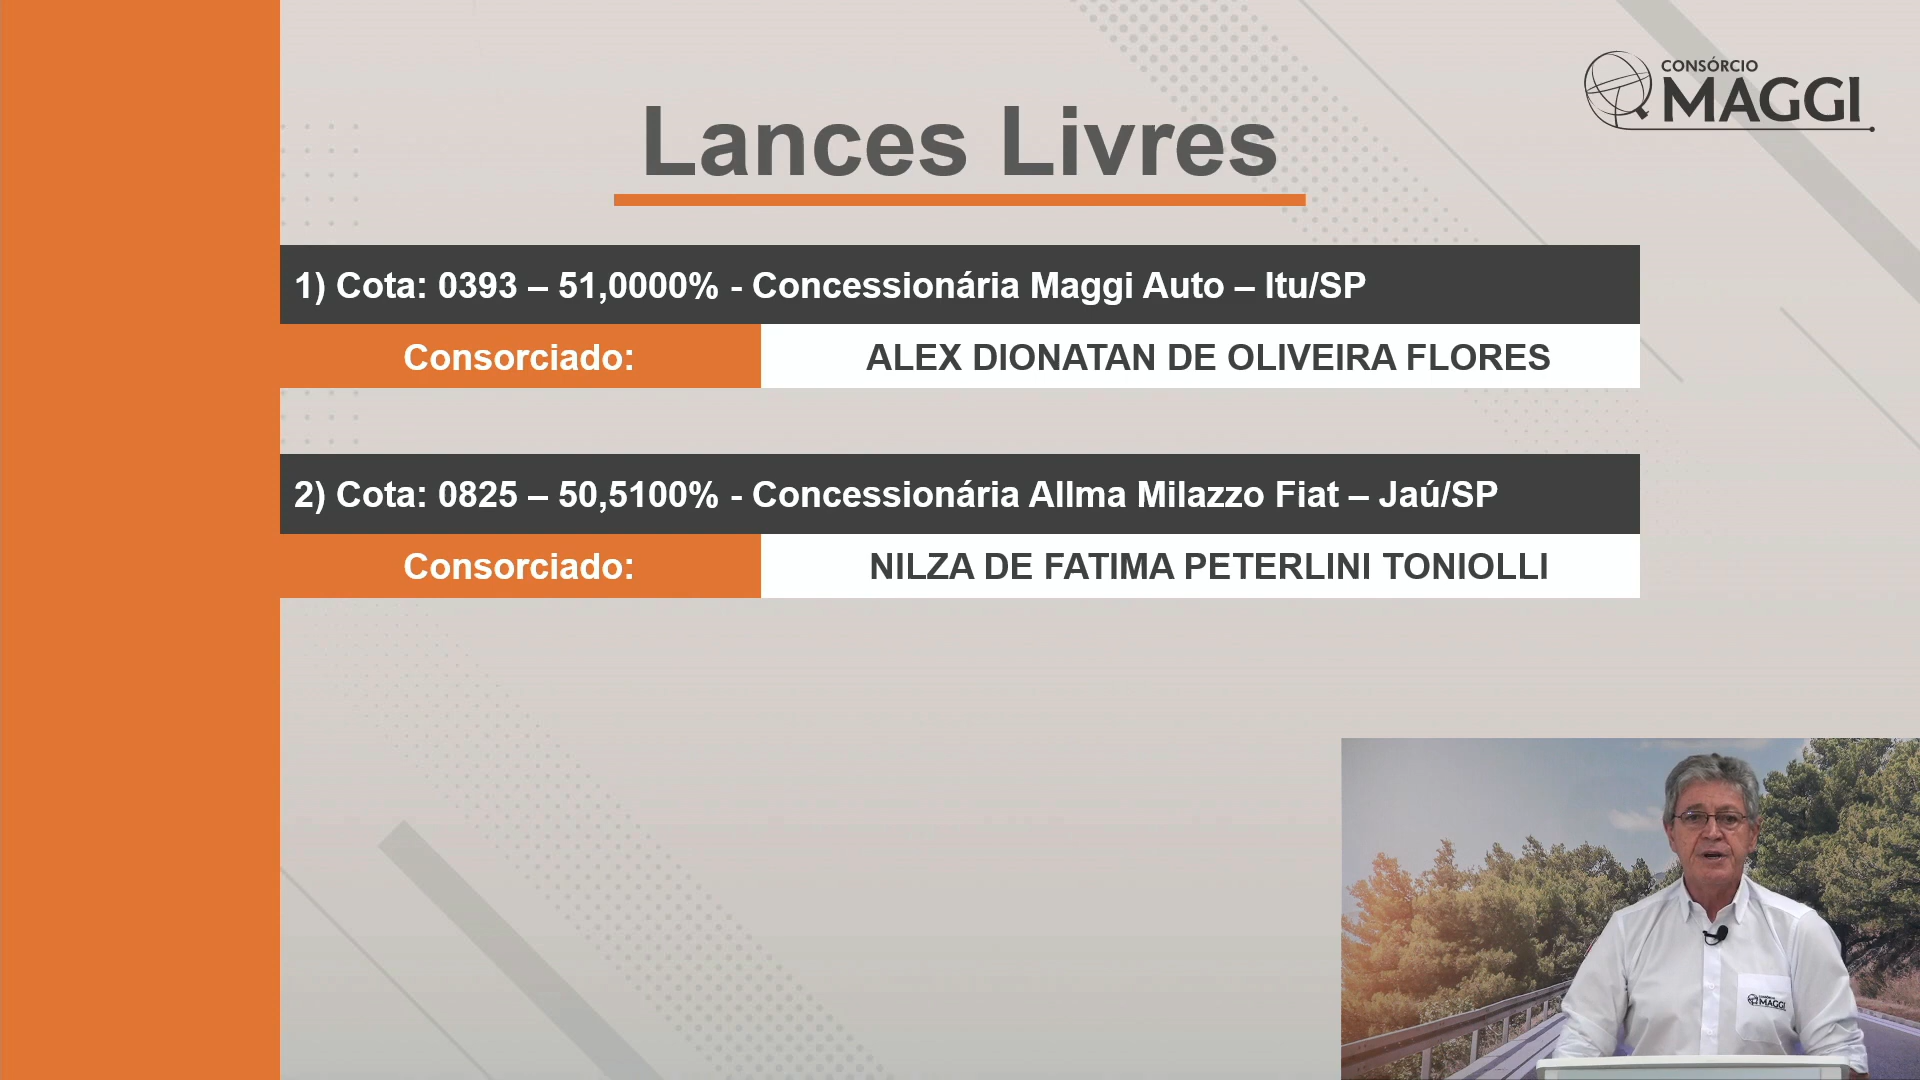 CONSÓRCIO
MAGGI
Lances Livres
1) Cota: 0393 – 51,0000% - Concessionária Maggi Auto – Itu/SP
Consorciado: ALEX DIONATAN DE OLIVEIRA FLORES
2) Cota: 0825 – 50,5100% - Concessionária Allma Milazzo Fiat – Jaú/SP
Consorciado: NILZA DE FATIMA PETERLINI TONIOLLI
MAGGI